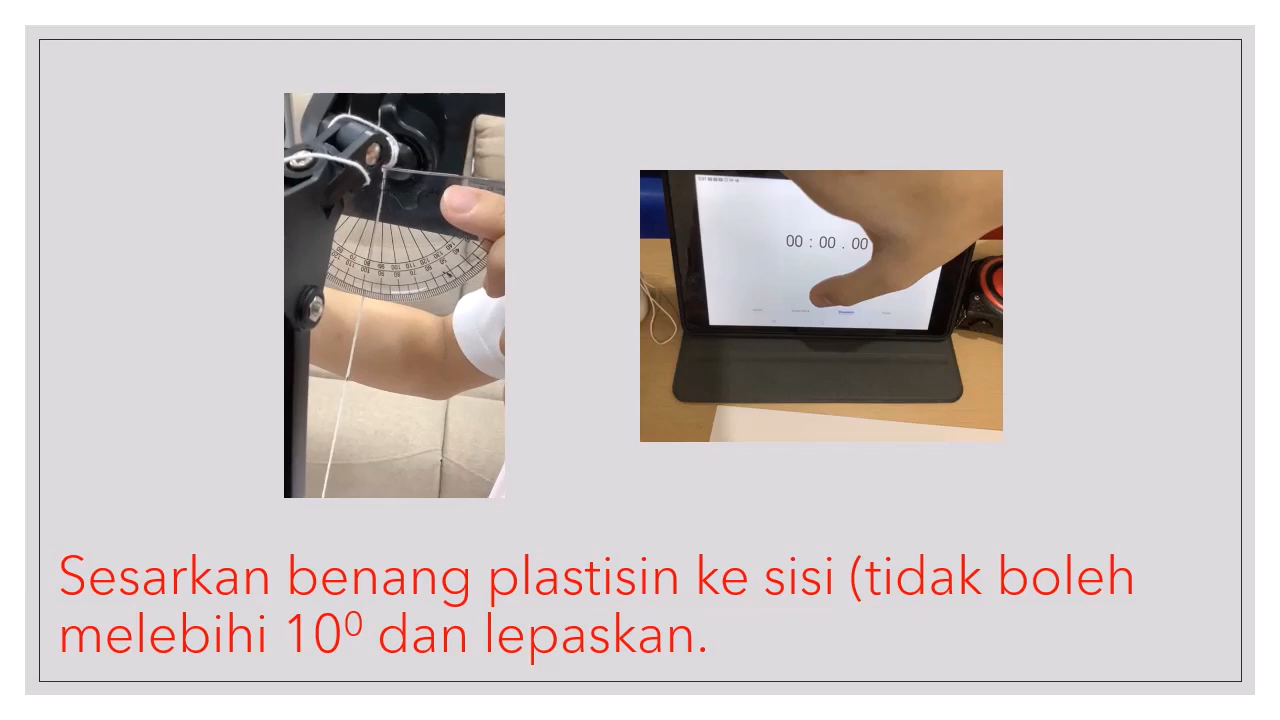 00 : 00 . 00
Sesarkan benang plastisin ke sisi (tidak boleh
melebihi 10⁰ dan lepaskan.